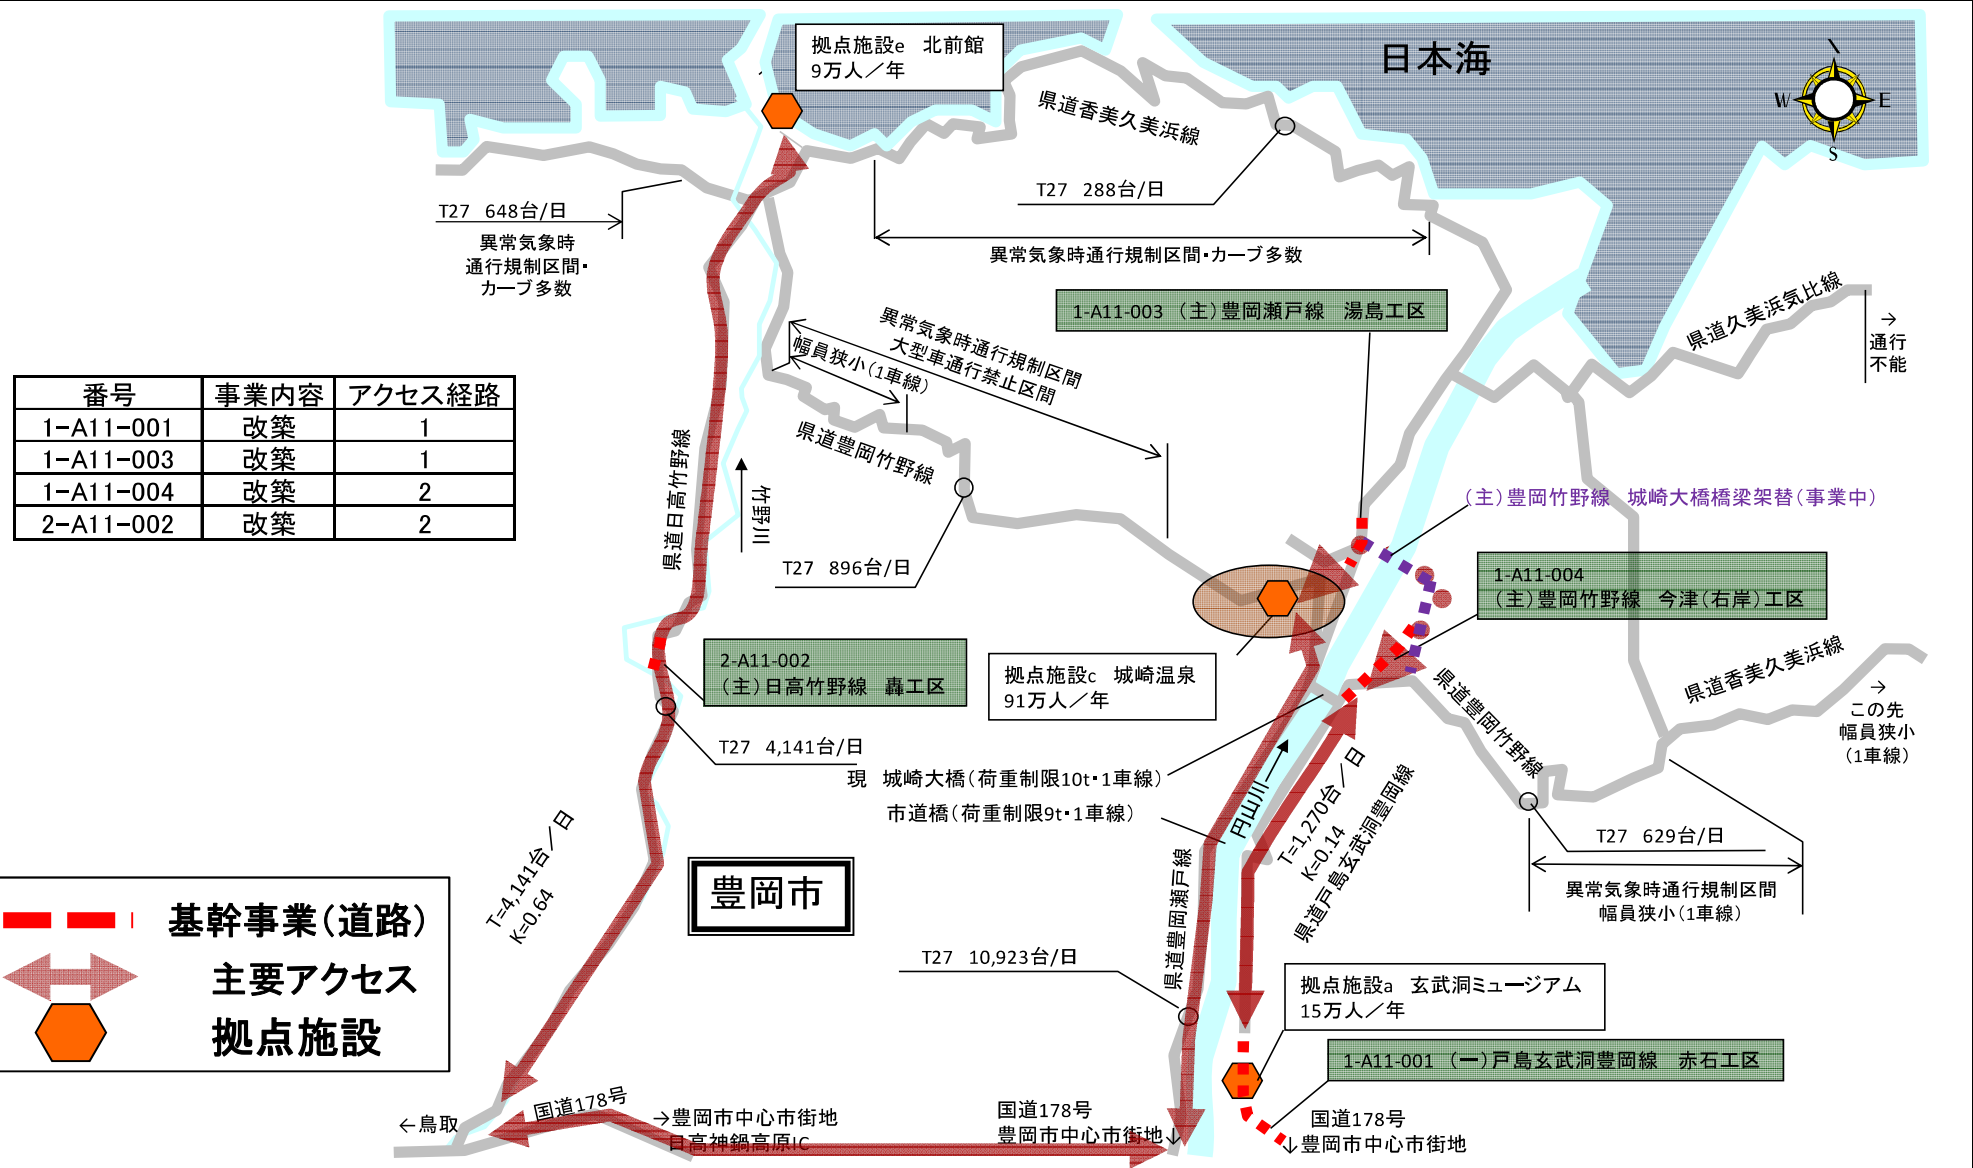 拠点施設e 北前館
9万人／年
日本海
W
E
S
県道香美久美浜線
T27 288台/日
T27 648台/日
異常気象時
通行規制区間・
カーブ多数
異常気象時通行規制区間・カーブ多数
1-A11-003 （主）豊岡瀬戸線 湯島工区
県道久美浜気比線
→
通行
不能
異常気象時通行規制区間
大型車通行禁止区間
幅員狭小（1車線）
番号 事業内容 アクセス経路
1-A11-001 改築 1
1-A11-003 改築 1
1-A11-004 改築 2
2-A11-002 改築 2
県道日高竹野線
県道豊岡竹野線
竹野川
（主）豊岡竹野線 城崎大橋橋梁架替（事業中）
T27 896台/日
1-A11-004
（主）豊岡竹野線 今津（右岸）工区
2-A11-002
（主）日高竹野線 轟工区
拠点施設c 城崎温泉
91万人／年
県道豊岡竹野線
県道香美久美浜線
→
この先
幅員狭小
（1車線）
T27 4,141台/日
現 城崎大橋（荷重制限10t・1車線）
市道橋（荷重制限9t・1車線）
円山川
T=1,270台／日
K=0.14
県道戸島玄武洞豊岡線
T27 629台/日
異常気象時通行規制区間
幅員狭小（1車線）
T=4,141台／日
K=0.64
豊岡市
県道豊岡瀬戸線
T27 10,923台/日
基幹事業（道路）
主要アクセス
拠点施設
拠点施設a 玄武洞ミュージアム
15万人／年
1-A11-001 （一）戸島玄武洞豊岡線 赤石工区
国道178号
←鳥取
→豊岡市中心市街地
日高神鍋高原IC
国道178号
豊岡市中心市街地↓
国道178号
↓豊岡市中心市街地